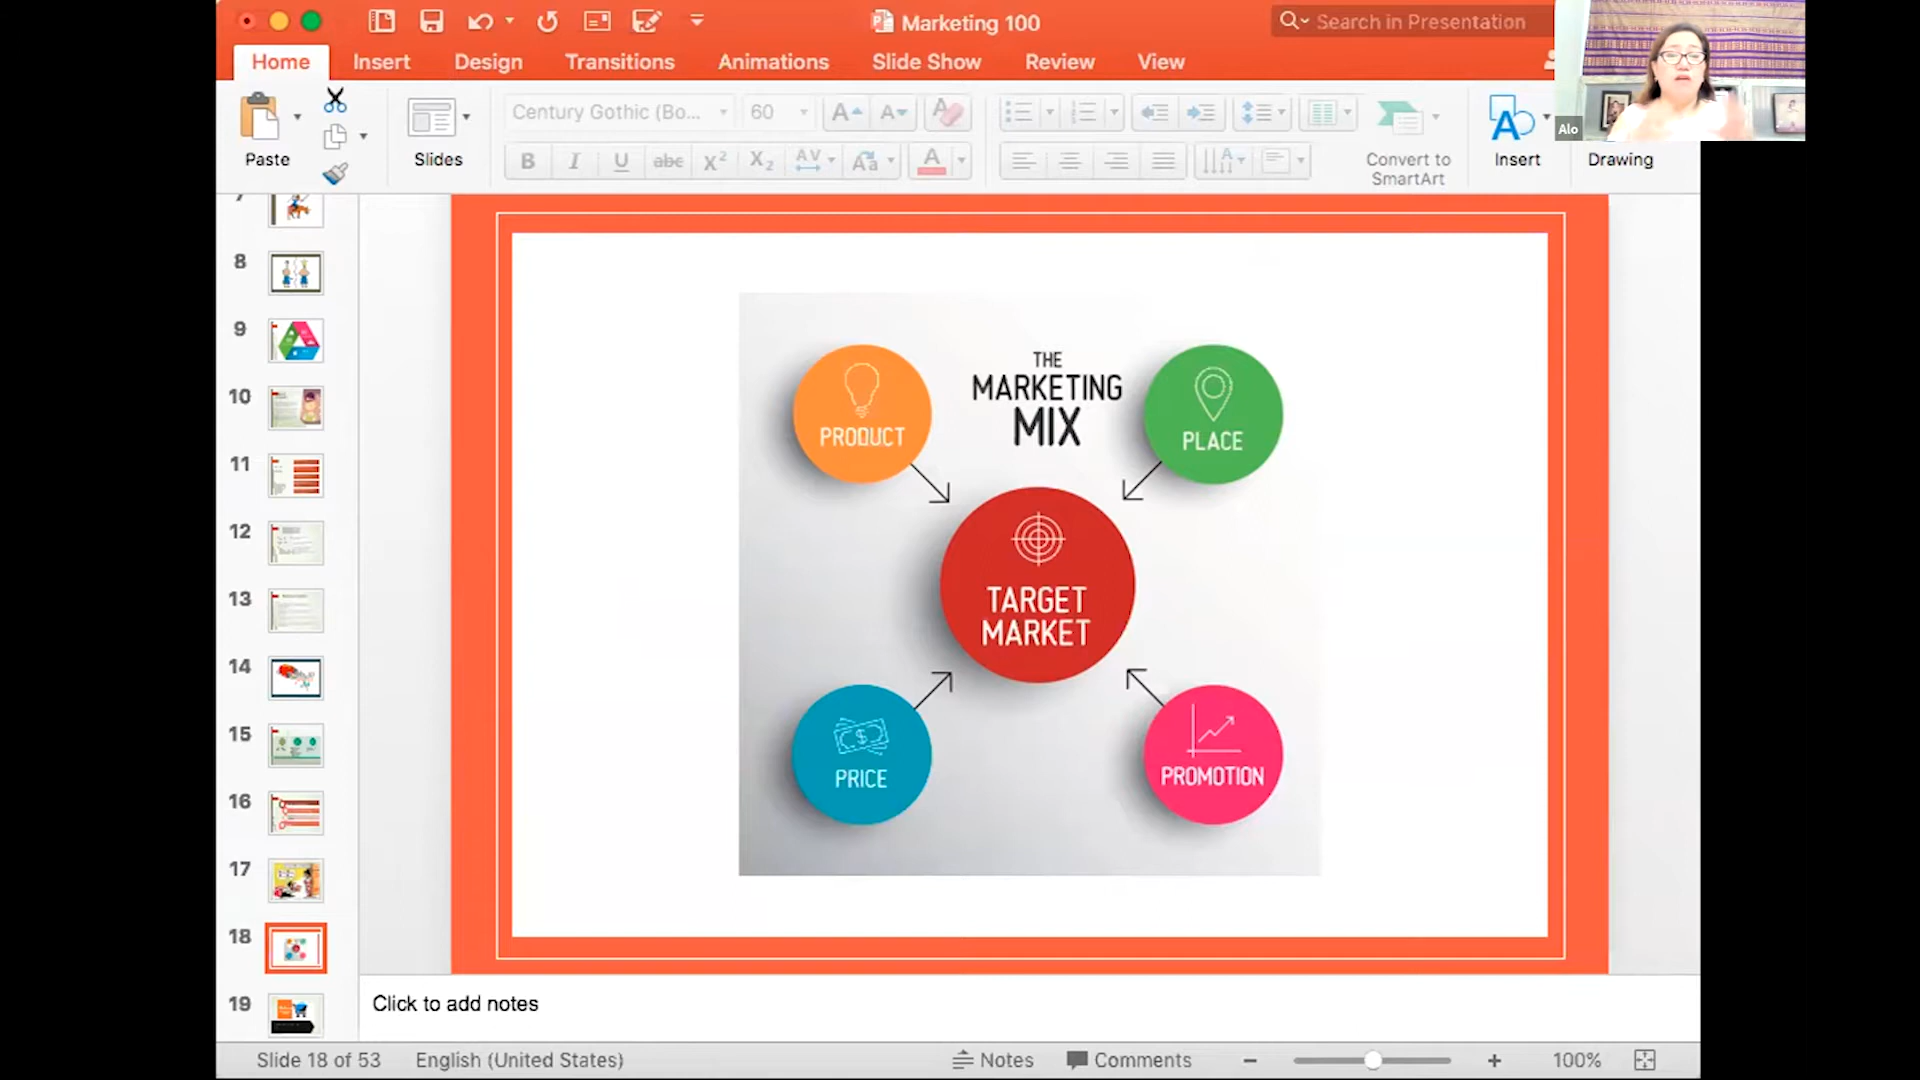 Marketing 100
Search in Presentation
Home
Insert
Design
Transitions
Animations
Slide Show
Review
View
Paste
Slides
Century Gothic (Bo...
60
Convert to
SmartArt
Insert
Drawing
Alo
8
9
10
11
12
13
14
15
16
17
18
19
THE
MARKETING
MIX
PRODUCT
PLACE
TARGET
MARKET
PRICE
PROMOTION
Click to add notes
Slide 18 of 53
English (United States)
Notes
Comments
100%